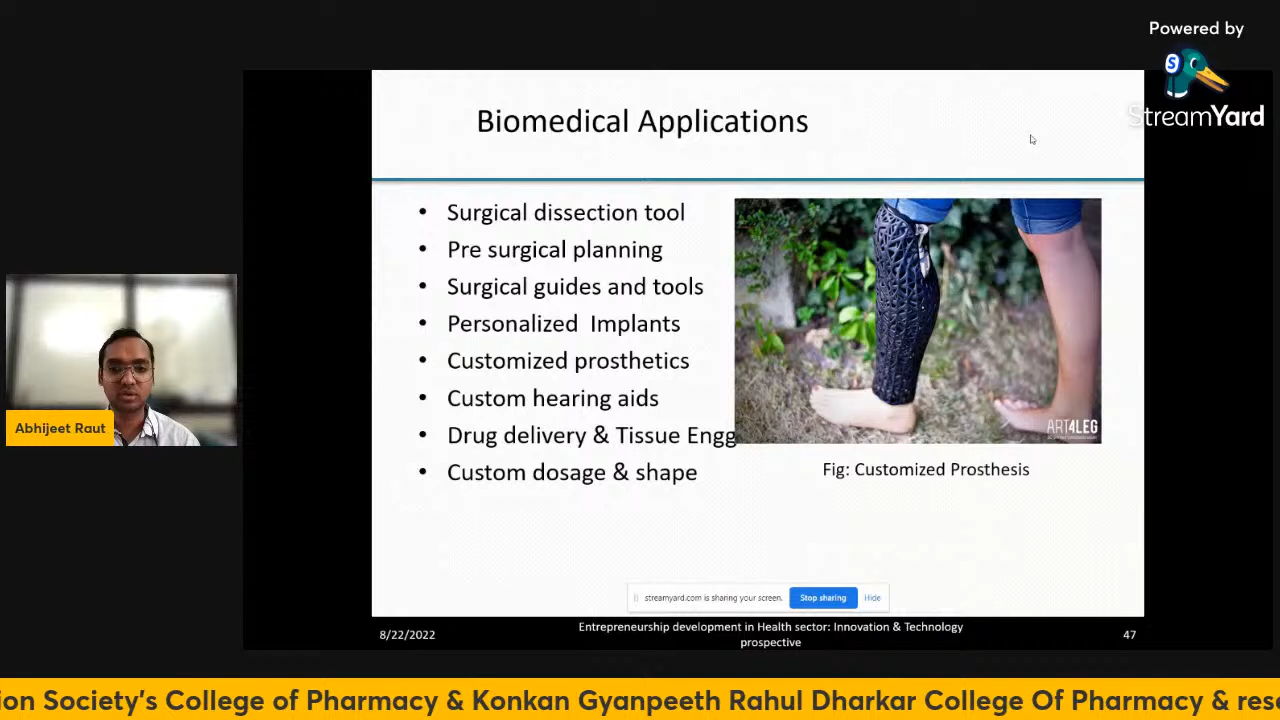 Powered by
StreamYard
Biomedical Applications
• Surgical dissection tool
• Pre surgical planning
• Surgical guides and tools
• Personalized Implants
• Customized prosthetics
• Custom hearing aids
• Drug delivery & Tissue Engg
• Custom dosage & shape
ART4LEG
Fig: Customized Prosthesis
Abhijeet Raut
streamyard.com is sharing your screen.
Stop sharing
Hide
8/22/2022
Entrepreneurship development in Health sector: Innovation & Technology
prospective
47
ion Society's College of Pharmacy & Konkan Gyanpeeth Rahul Dharkar College Of Pharmacy & rese